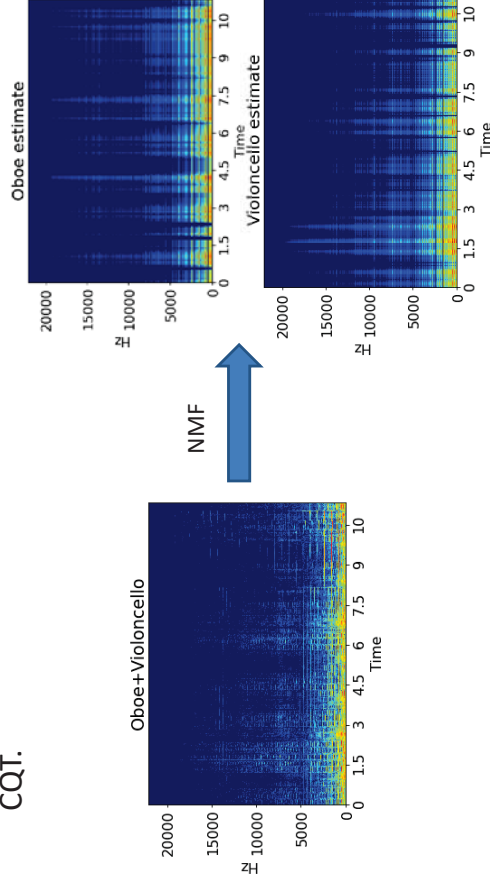 CQT.
Oboe+Violoncello
Hz
20000
15000
10000
5000
0
0 1.5 3 4.5 6 7.5 9 10
Time
NMF
Oboe estimate
Hz
20000
15000
10000
5000
0
0 1.5 3 4.5 6 7.5 9 10
Time
Violoncello estimate
Hz
20000
15000
10000
5000
0
0 1.5 3 4.5 6 7.5 9 10
Time